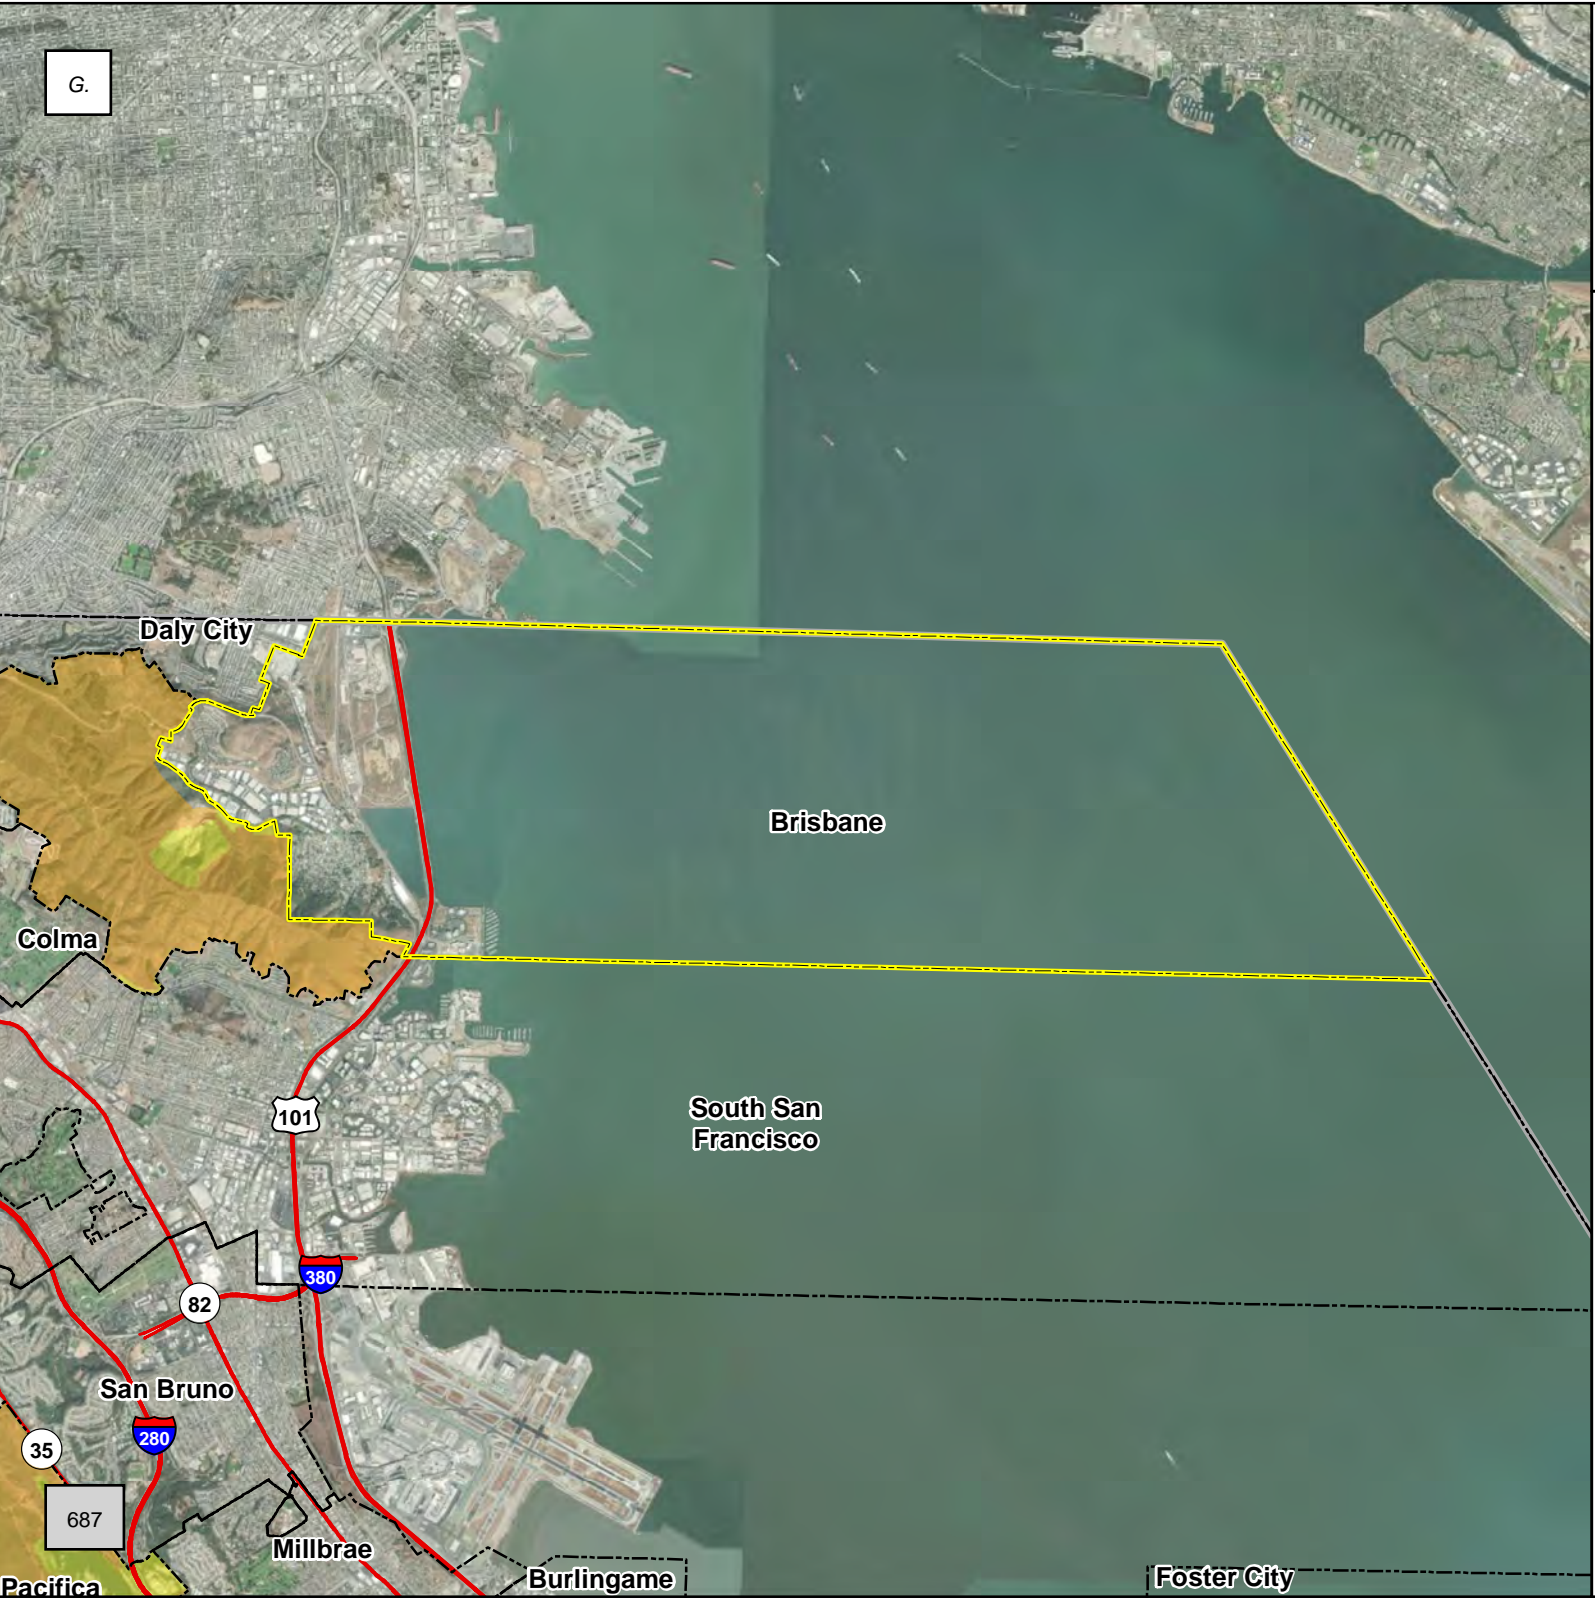 G.
Daly City
Brisbane
Colma
South San
Francisco
101
380
82
San Bruno
280
35
687
Millbrae
Burlingame
Foster City
Pacifica